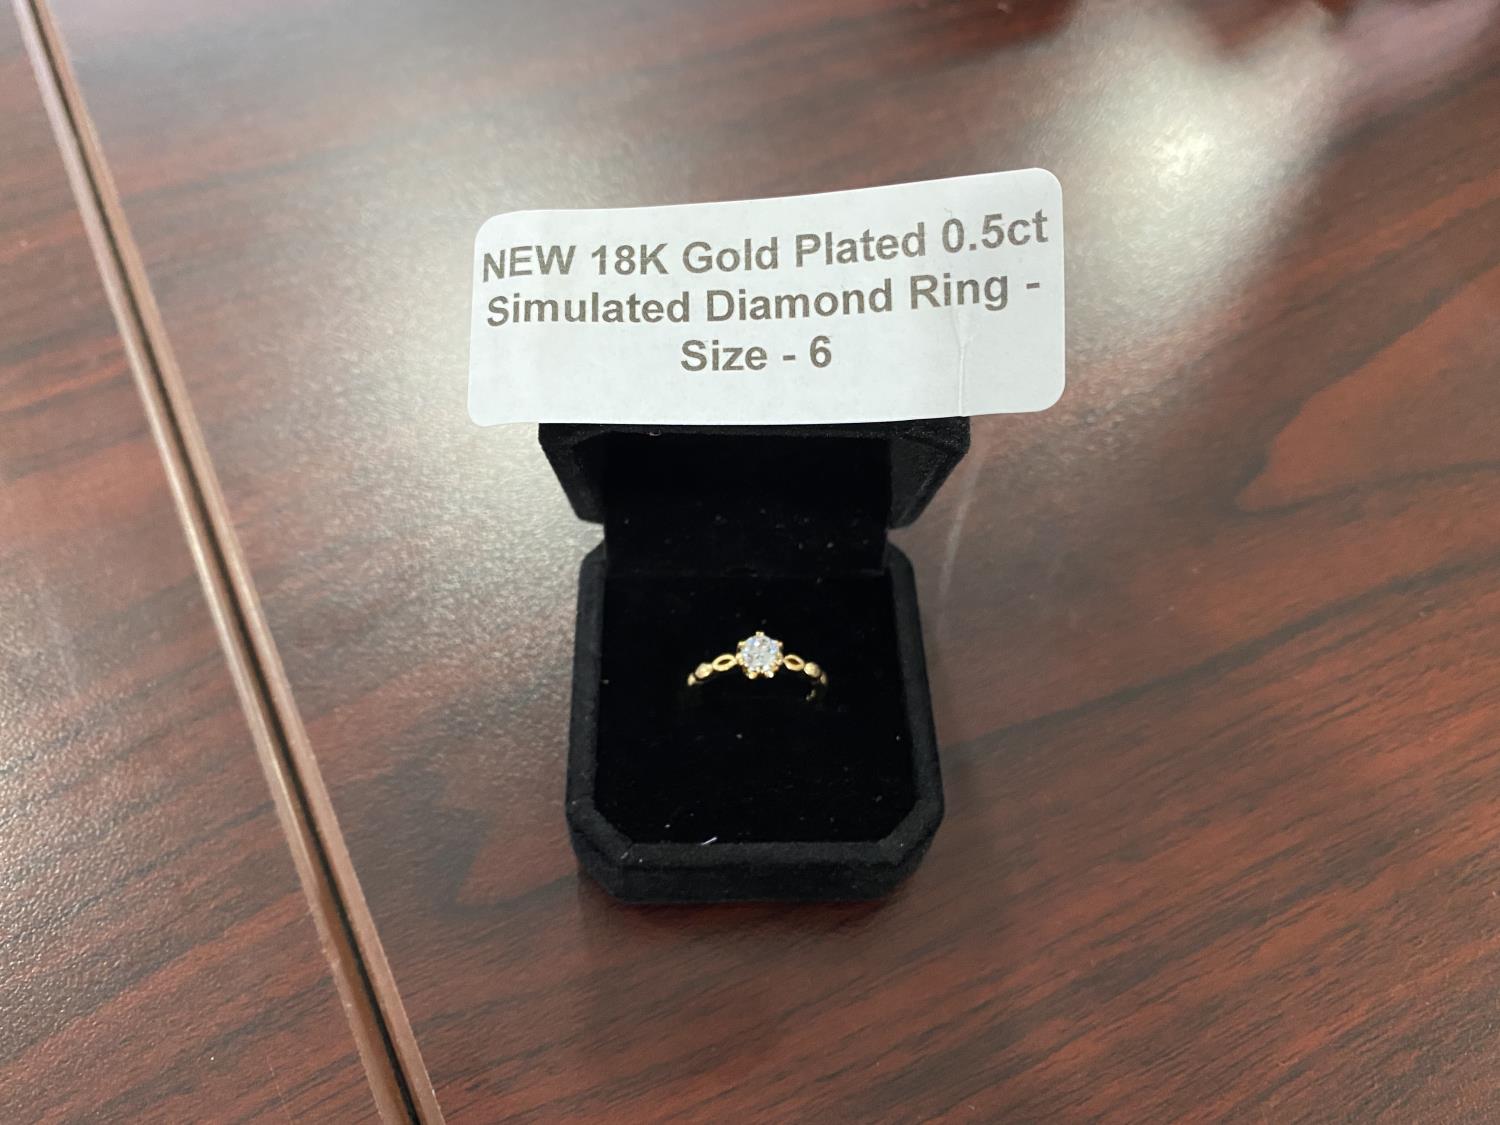 NEW 18K Gold Plated 0.5ct
Simulated Diamond Ring -
Size - 6